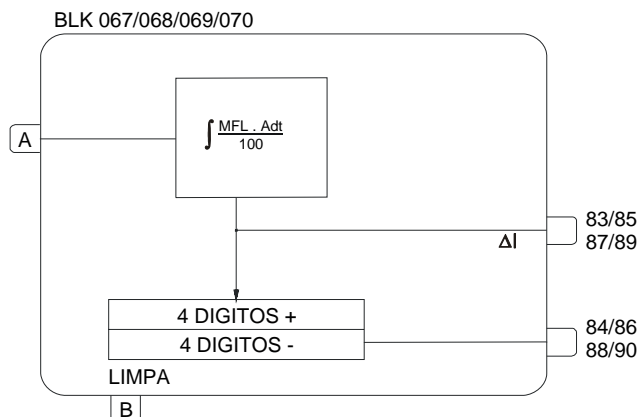 BLK 067/068/069/070
A
∫ MFL . Adt
100
83/85
ΔI
87/89
4 DIGITOS +
4 DIGITOS -
84/86
88/90
LIMPA
B